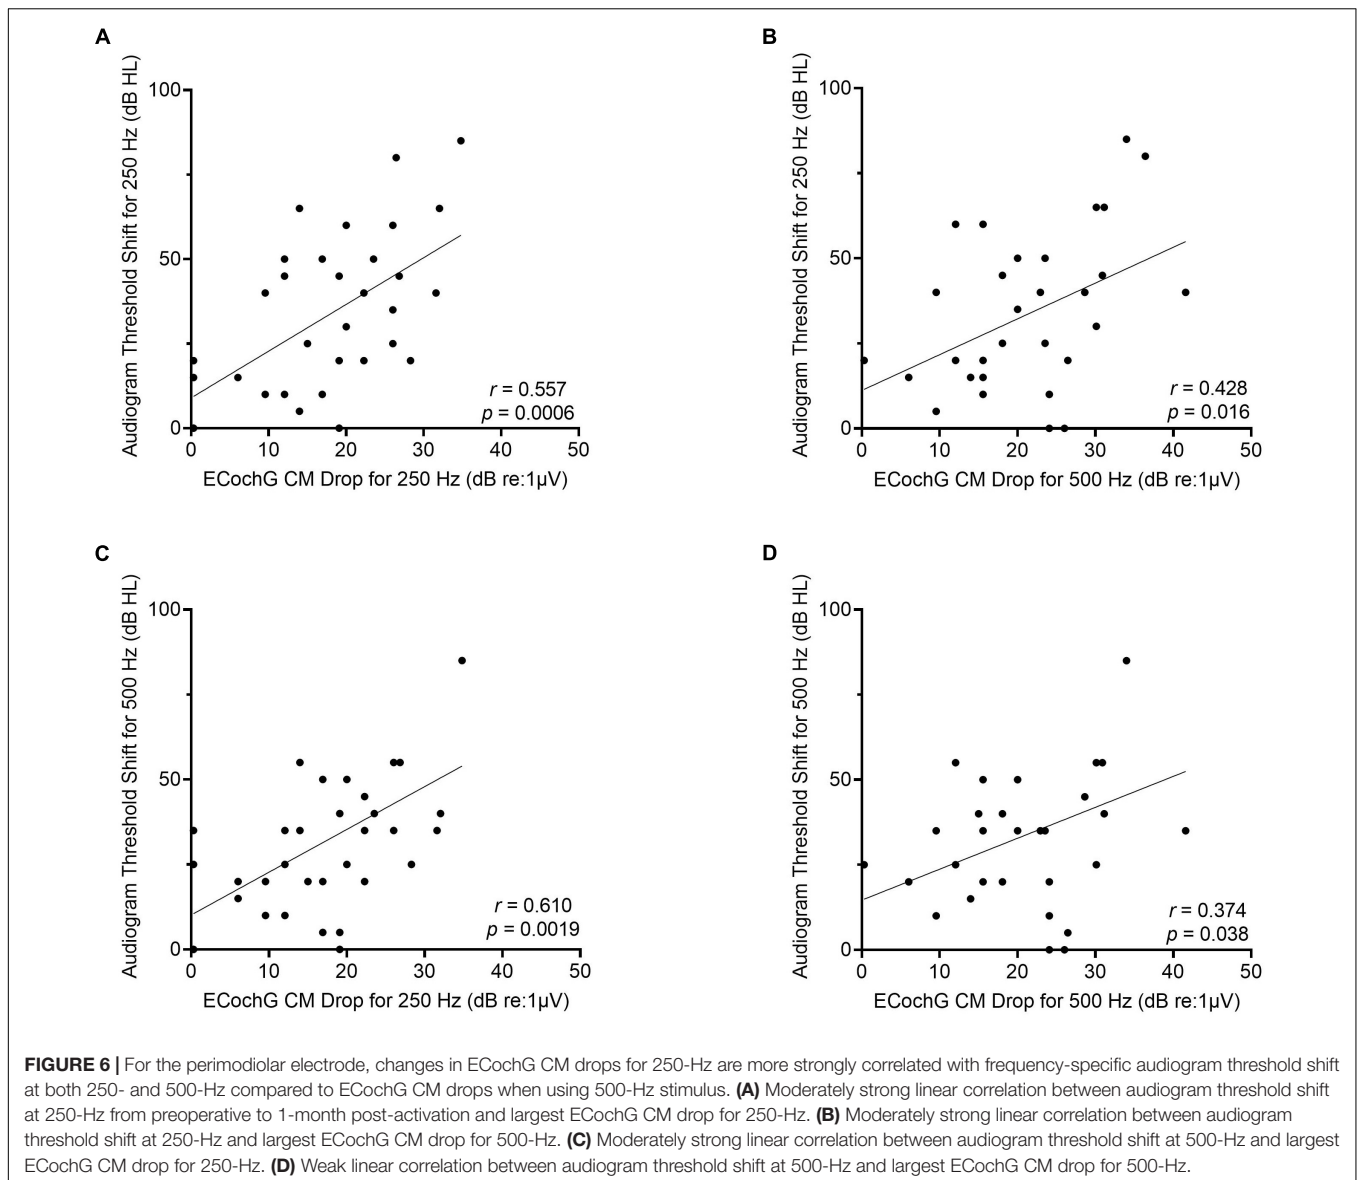 A
Audiogram Threshold Shift for 250 Hz (dB HL)
100
50
0
0 10 20 30 40 50
r = 0.557
p = 0.0006
ECochG CM Drop for 250 Hz (dB re:1µV)
B
Audiogram Threshold Shift for 250 Hz (dB HL)
100
50
0
0 10 20 30 40 50
r = 0.428
p = 0.016
ECochG CM Drop for 500 Hz (dB re:1µV)
C
Audiogram Threshold Shift for 500 Hz (dB HL)
100
50
0
0 10 20 30 40 50
r = 0.610
p = 0.0019
ECochG CM Drop for 250 Hz (dB re:1µV)
D
Audiogram Threshold Shift for 500 Hz (dB HL)
100
50
0
0 10 20 30 40 50
r = 0.374
p = 0.038
ECochG CM Drop for 500 Hz (dB re:1µV)
FIGURE 6 | For the perimodiolar electrode, changes in ECochG CM drops for 250-Hz are more strongly correlated with frequency-specific audiogram threshold shift
at both 250- and 500-Hz compared to ECochG CM drops when using 500-Hz stimulus. (A) Moderately strong linear correlation between audiogram threshold shift
at 250-Hz from preoperative to 1-month post-activation and largest ECochG CM drop for 250-Hz. (B) Moderately strong linear correlation between audiogram
threshold shift at 250-Hz and largest ECochG CM drop for 500-Hz. (C) Moderately strong linear correlation between audiogram threshold shift at 500-Hz and largest
ECochG CM drop for 250-Hz. (D) Weak linear correlation between audiogram threshold shift at 500-Hz and largest ECochG CM drop for 500-Hz.